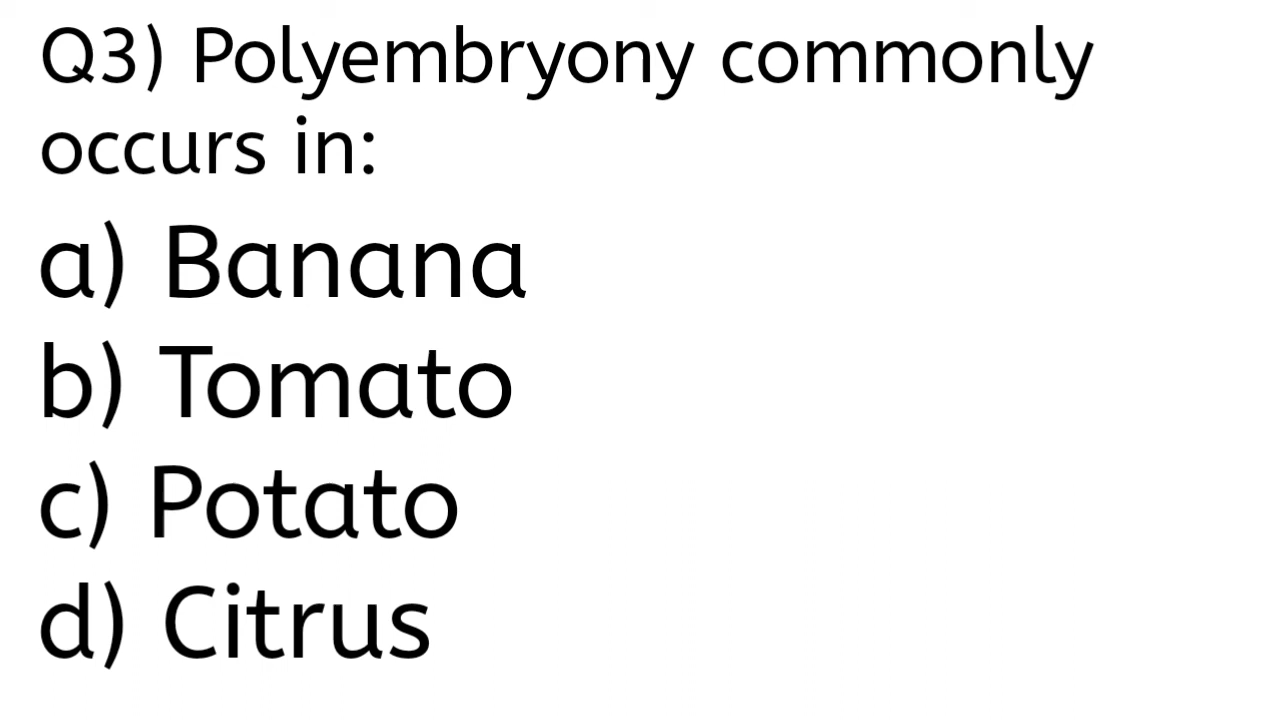 Q3) Polyembryony commonly
occurs in:
a) Banana
b) Tomato
c) Potato
d) Citrus